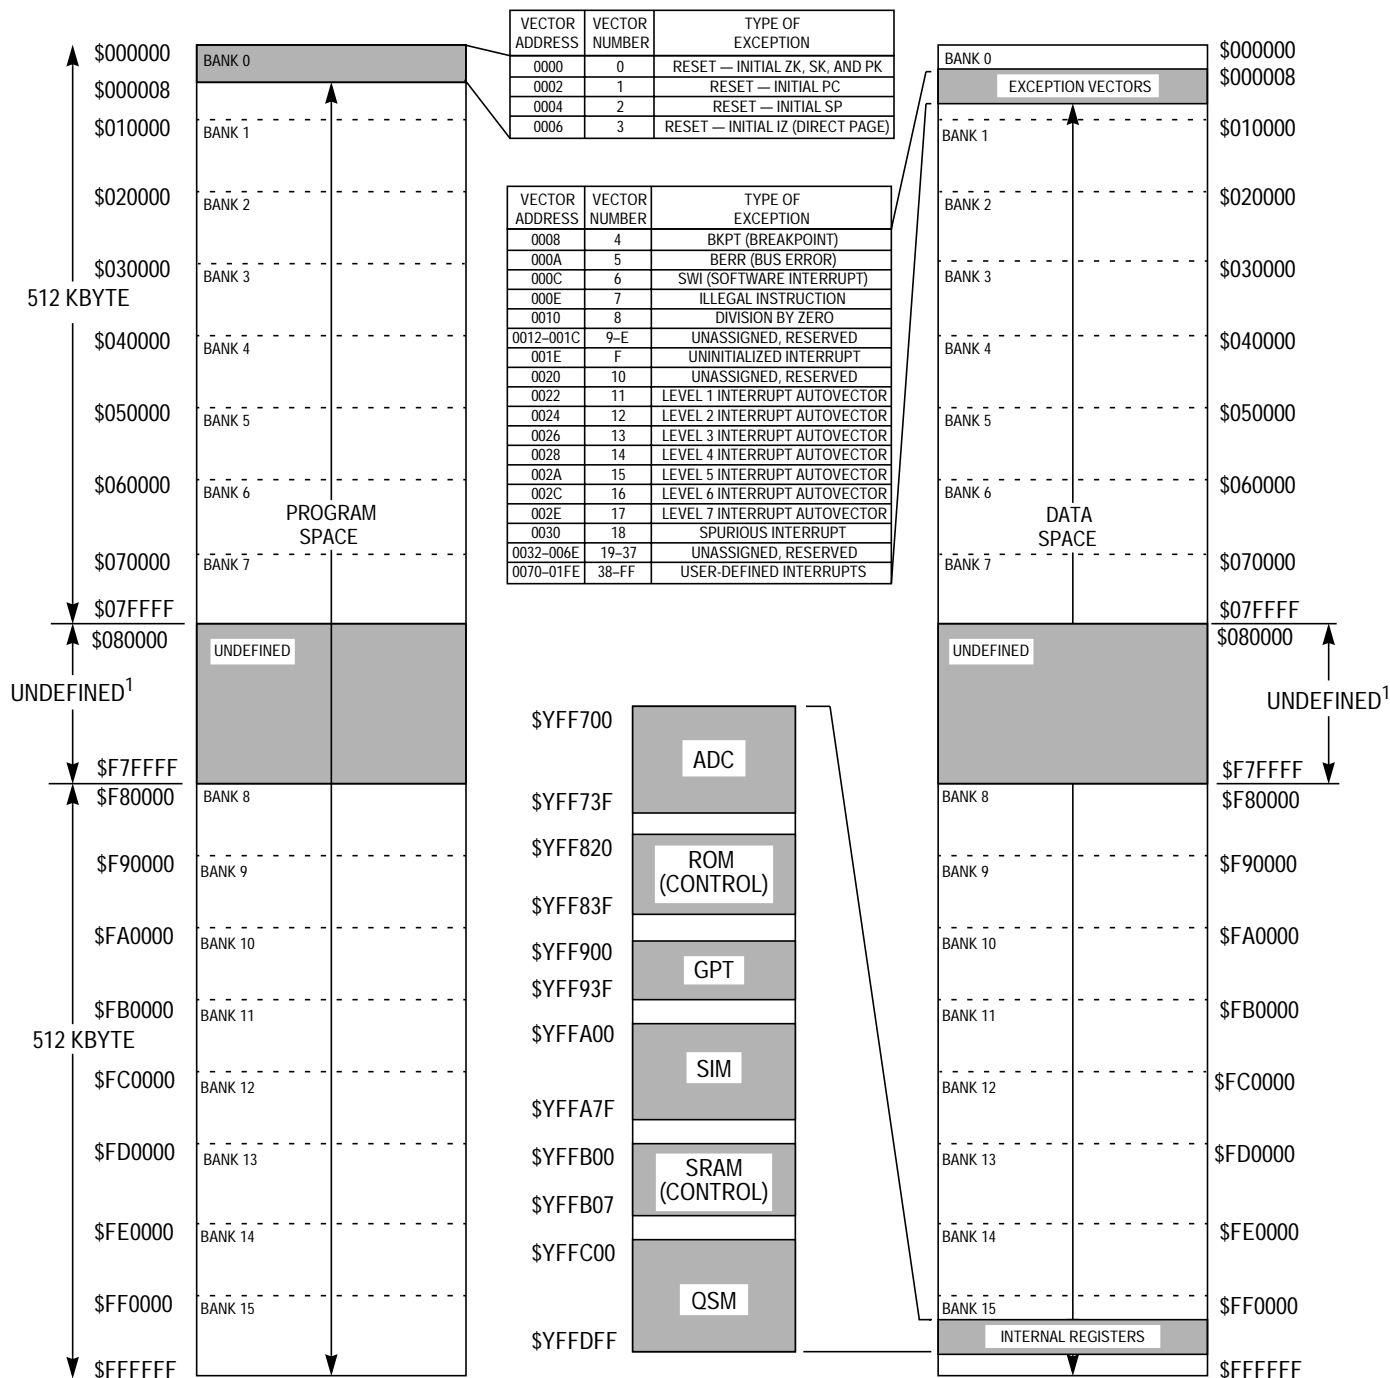 $000000
$000008
$010000
$020000
$030000
512 KBYTE
$040000
$050000
$060000
$070000
$07FFFF
$080000
UNDEFINED1
$F7FFFF
$F80000
$F90000
$FA0000
$FB0000
512 KBYTE
$FC0000
$FD0000
$FE0000
$FF0000
$FFFFFF
BANK 0
BANK 1
BANK 2
BANK 3
BANK 4
BANK 5
BANK 6
PROGRAM
SPACE
BANK 7
UNDEFINED
BANK 8
BANK 9
BANK 10
BANK 11
BANK 12
BANK 13
BANK 14
BANK 15
VECTOR VECTOR TYPE OF
ADDRESS NUMBER EXCEPTION
0000 0 RESET — INITIAL ZK, SK, AND PK
0002 1 RESET — INITIAL PC
0004 2 RESET — INITIAL SP
0006 3 RESET — INITIAL IZ (DIRECT PAGE)
VECTOR VECTOR TYPE OF
ADDRESS NUMBER EXCEPTION
0008 4 BKPT (BREAKPOINT)
000A 5 BERR (BUS ERROR)
000C 6 SWI (SOFTWARE INTERRUPT)
000E 7 ILLEGAL INSTRUCTION
0010 8 DIVISION BY ZERO
0012–001C 9–E UNASSIGNED, RESERVED
001E F UNINITIALIZED INTERRUPT
0020 10 UNASSIGNED, RESERVED
0022 11 LEVEL 1 INTERRUPT AUTOVECTOR
0024 12 LEVEL 2 INTERRUPT AUTOVECTOR
0026 13 LEVEL 3 INTERRUPT AUTOVECTOR
0028 14 LEVEL 4 INTERRUPT AUTOVECTOR
002A 15 LEVEL 5 INTERRUPT AUTOVECTOR
002C 16 LEVEL 6 INTERRUPT AUTOVECTOR
002E 17 LEVEL 7 INTERRUPT AUTOVECTOR
0030 18 SPURIOUS INTERRUPT
0032–006E 19–37 UNASSIGNED, RESERVED
0070–01FE 38–FF USER-DEFINED INTERRUPTS
$YFF700
ADC
$YFF73F
$YFF820
ROM
(CONTROL)
$YFF83F
$YFF900
GPT
$YFF93F
$YFFA00
SIM
$YFFA7F
$YFFB00
SRAM
(CONTROL)
$YFFB07
$YFFC00
QSM
$YFFDFF
BANK 0
EXCEPTION VECTORS
BANK 1
BANK 2
BANK 3
BANK 4
BANK 5
BANK 6
DATA
SPACE
BANK 7
UNDEFINED
BANK 8
BANK 9
BANK 10
BANK 11
BANK 12
BANK 13
BANK 14
BANK 15
INTERNAL REGISTERS
$000000
$000008
$010000
$020000
$030000
$040000
$050000
$060000
$070000
$07FFFF
$080000
UNDEFINED1
$F7FFFF
$F80000
$F90000
$FA0000
$FB0000
$FC0000
$FD0000
$FE0000
$FF0000
$FFFFFF